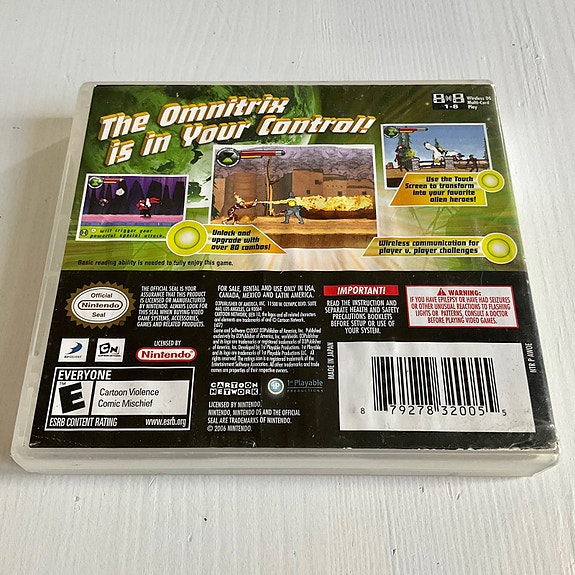 The Omnitrix
is in Your Control!
1-8
Wireless DS
Multi-Card
Play
Use the Touch
Screen to transform
into your favorite
alien heroes!
will trigger your
powerful special attack.
Unlock and
upgrade with
over 80 combos!
Wireless communication for
player v. player challenges
Basic reading ability is needed to fully enjoy this game.
Official
Nintendo
Seal
THE OFFICIAL SEAL IS YOUR
ASSURANCE THAT THIS PRODUCT
IS LICENSED OR MANUFACTURED
BY NINTENDO. ALWAYS LOOK FOR
THIS SEAL WHEN BUYING VIDEO
GAME SYSTEMS, ACCESSORIES,
GAMES AND RELATED PRODUCTS.
CN
LICENSED BY
Nintendo
EVERYONE
E
Cartoon Violence
Comic Mischief
ESRB CONTENT RATING
www.esrb.org
FOR SALE, RENTAL AND USE ONLY IN USA,
CANADA, MEXICO AND LATIN AMERICA.
CARTOON NETWORK
1st Playable
PRODUCTIONS
LICENSED BY NINTENDO.
NINTENDO, NINTENDO DS AND THE OFFICIAL
SEAL ARE TRADEMARKS OF NINTENDO.
© 2006 NINTENDO.
IMPORTANT!
READ THE INSTRUCTION AND
SEPARATE HEALTH AND SAFETY
PRECAUTIONS BOOKLETS
BEFORE SETUP OR USE OF
YOUR SYSTEM.
WARNING:
IF YOU HAVE EPILEPSY OR HAVE HAD SEIZURES
OR OTHER UNUSUAL REACTIONS TO FLASHING
LIGHTS OR PATTERNS, CONSULT A DOCTOR
BEFORE PLAYING VIDEO GAMES.
MADE IN JAPAN
8 79278 32005 5